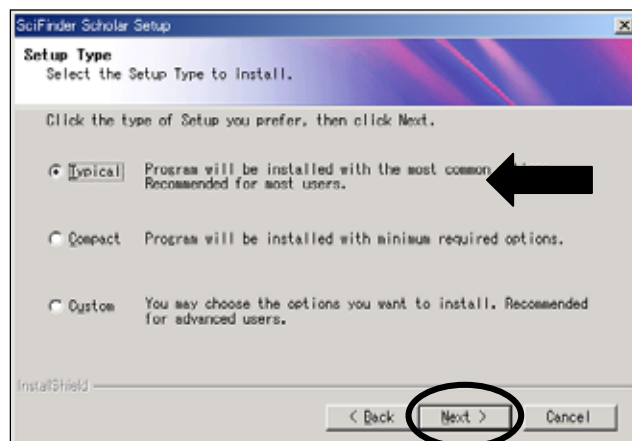 SciFinder Scholar Setup
Setup Type
Select the Setup Type to Install.
Click the type of Setup you prefer, then click Next.
Typical
Program will be installed with the most common
Recommended for most users.
Compact
Program will be installed with minimum required options.
Custom
You may choose the options you want to install. Recommended
for advanced users.
InstallShield
< Back
Next >
Cancel